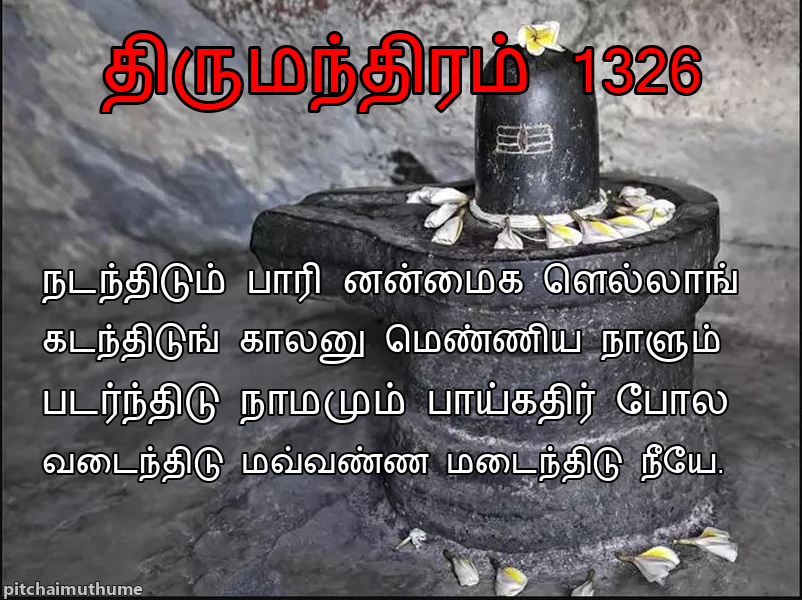 திருமந்திரம் 1326
நடந்திடும் பாரி னன்மைக ளெல்லாங்
கடந்திடுங் காலனு மெண்ணிய நாளும்
படர்ந்திடு நாமமும் பாய்கதிர் போல
வடைந்திடு மவ்வண்ண மடைந்திடு நீயே.
pitchaimuthume